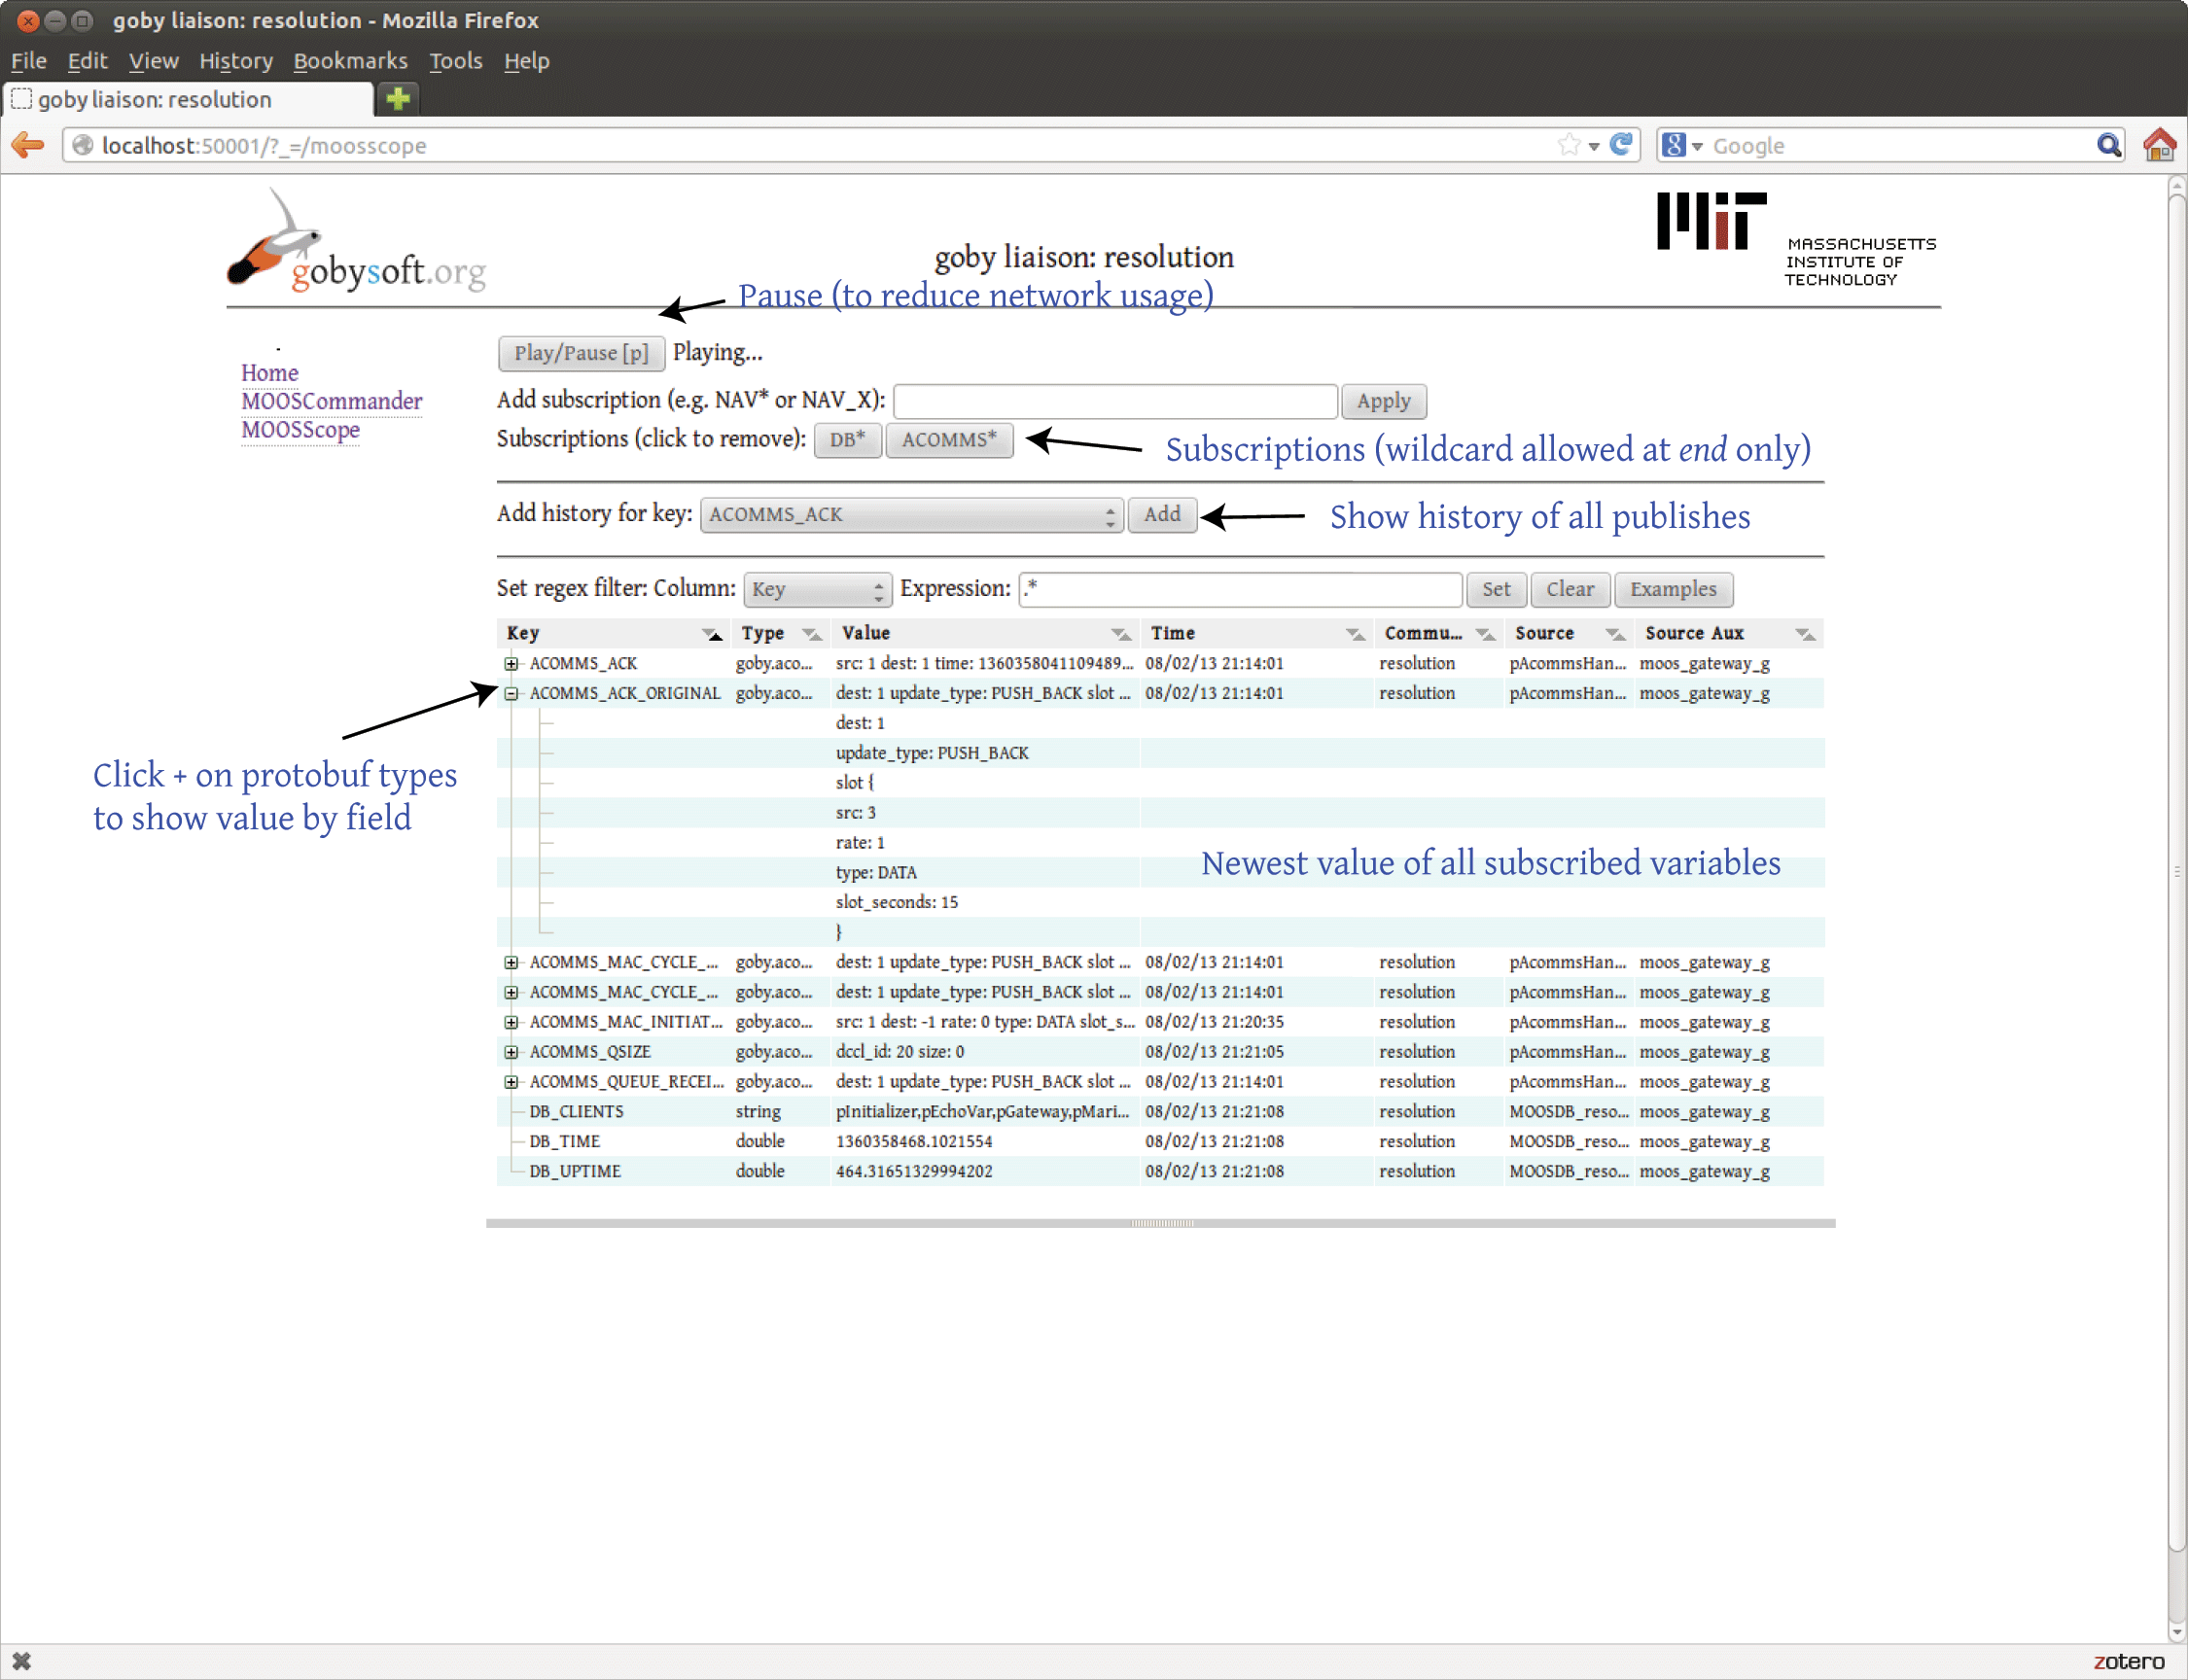 goby liaison: resolution - Mozilla Firefox
File Edit View History Bookmarks Tools Help
goby liaison: resolution
localhost:50001/?_=/moosscope
8 Google
gobysoft.org
goby liaison: resolution
MASSACHUSETTS
INSTITUTE OF
TECHNOLOGY
Pause (to reduce network usage)
Home
MOOSCommander
MOOSScope
Play/Pause [p] Playing...
Add subscription (e.g. NAV* or NAV_X): Apply
Subscriptions (click to remove): DB* ACOMMS*
Subscriptions (wildcard allowed at end only)
Add history for key: ACOMMS_ACK Add
Show history of all publishes
Set regex filter: Column: Key Expression: .* Set Clear Examples
Key Type Value Time Commu... Source Source Aux
ACOMMS_ACK goby.aco... src: 1 dest: 1 time: 1360358041109489... 08/02/13 21:14:01 resolution pAcommsHan... moos_gateway_g
ACOMMS_ACK_ORIGINAL goby.aco... dest: 1 update_type: PUSH_BACK slot ... 08/02/13 21:14:01 resolution pAcommsHan... moos_gateway_g
dest: 1
update_type: PUSH_BACK
slot {
src: 3
rate: 1
type: DATA
slot_seconds: 15
}
Click + on protobuf types
to show value by field
Newest value of all subscribed variables
ACOMMS_MAC_CYCLE_... goby.aco... dest: 1 update_type: PUSH_BACK slot ... 08/02/13 21:14:01 resolution pAcommsHan... moos_gateway_g
ACOMMS_MAC_CYCLE_... goby.aco... dest: 1 update_type: PUSH_BACK slot ... 08/02/13 21:14:01 resolution pAcommsHan... moos_gateway_g
ACOMMS_MAC_INITIAT... goby.aco... src: 1 dest: -1 rate: 0 type: DATA slot_s... 08/02/13 21:20:35 resolution pAcommsHan... moos_gateway_g
ACOMMS_QSIZE goby.aco... dccl_id: 20 size: 0 08/02/13 21:21:05 resolution pAcommsHan... moos_gateway_g
ACOMMS_QUEUE_RECEI... goby.aco... dest: 1 update_type: PUSH_BACK slot ... 08/02/13 21:14:01 resolution pAcommsHan... moos_gateway_g
DB_CLIENTS string pInitializer,pEchoVar,pGateway,pMari... 08/02/13 21:21:08 resolution MOOSDB_reso... moos_gateway_g
DB_TIME double 1360358468.1021554 08/02/13 21:21:08 resolution MOOSDB_reso... moos_gateway_g
DB_UPTIME double 464.31651329994202 08/02/13 21:21:08 resolution MOOSDB_reso... moos_gateway_g
zotero